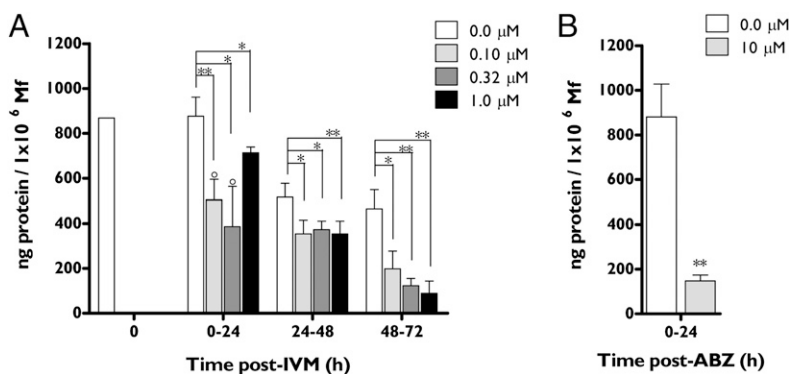 A
B
ng protein / 1x10 6 Mf
1200
1000
800
600
400
200
0
0.0 µM
0.10 µM
0.32 µM
1.0 µM
*
*
**
**
*
*
**
**
*
0 0-24 24-48 48-72
Time post-IVM (h)
ng protein / 1x10 6 Mf
1200
1000
800
600
400
200
0
0.0 µM
10 µM
**
0-24
Time post-ABZ (h)